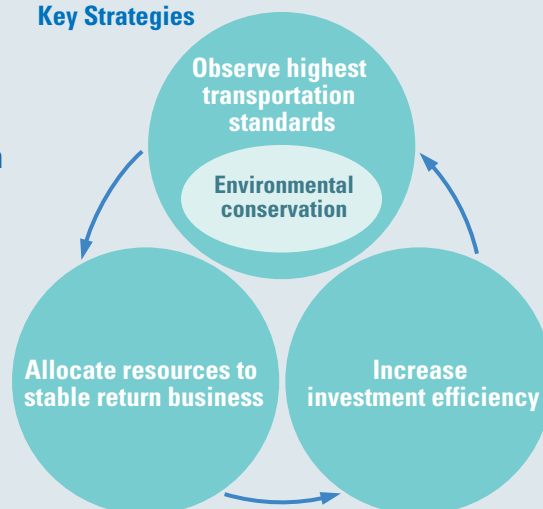 Key Strategies
Observe highest
transportation
standards
Environmental
conservation
Allocate resources to
stable return business
Increase
investment efficiency